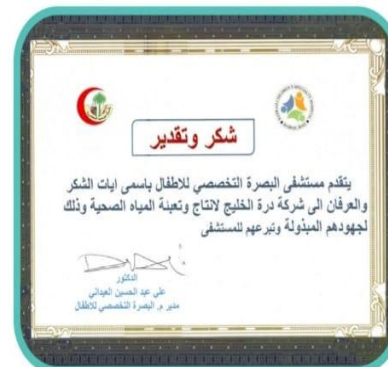 شكر وتقدير
يتقدم مستشفى البصرة التخصصي للاطفال باسمى ايات الشكر
والعرفان الى شركة درة الخليج لانتاج وتعبئة المياه الصحية وذلك
لجهودهم المبذولة وتبرعهم للمستشفى
الدكتور
علي عبد الحسين العيداني
مدير م. البصرة التخصصي للاطفال